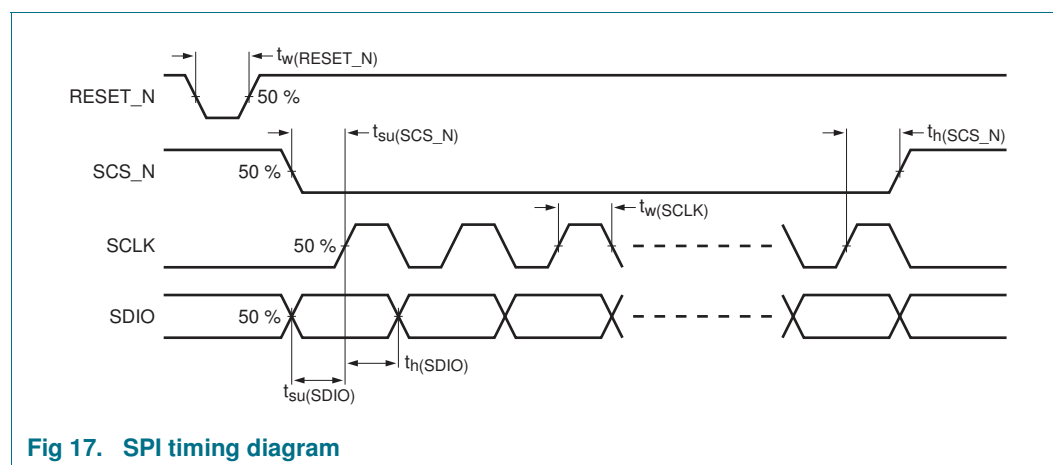 tw(RESET_N)
RESET_N
50 %
tsu(SCS_N)
th(SCS_N)
SCS_N
50 %
tw(SCLK)
SCLK
50 %
SDIO
50 %
th(SDIO)
tsu(SDIO)
Fig 17. SPI timing diagram